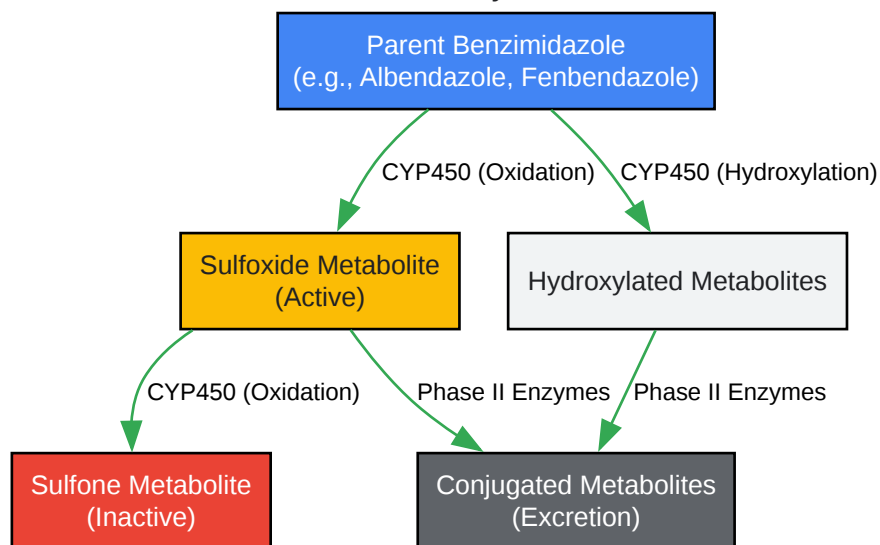 Parent Benzimidazole
(e.g., Albendazole, Fenbendazole)
CYP450 (Oxidation)
CYP450 (Hydroxylation)
Sulfoxide Metabolite
(Active)
Hydroxylated Metabolites
CYP450 (Oxidation)
Phase II Enzymes
Phase II Enzymes
Sulfone Metabolite
(Inactive)
Conjugated Metabolites
(Excretion)